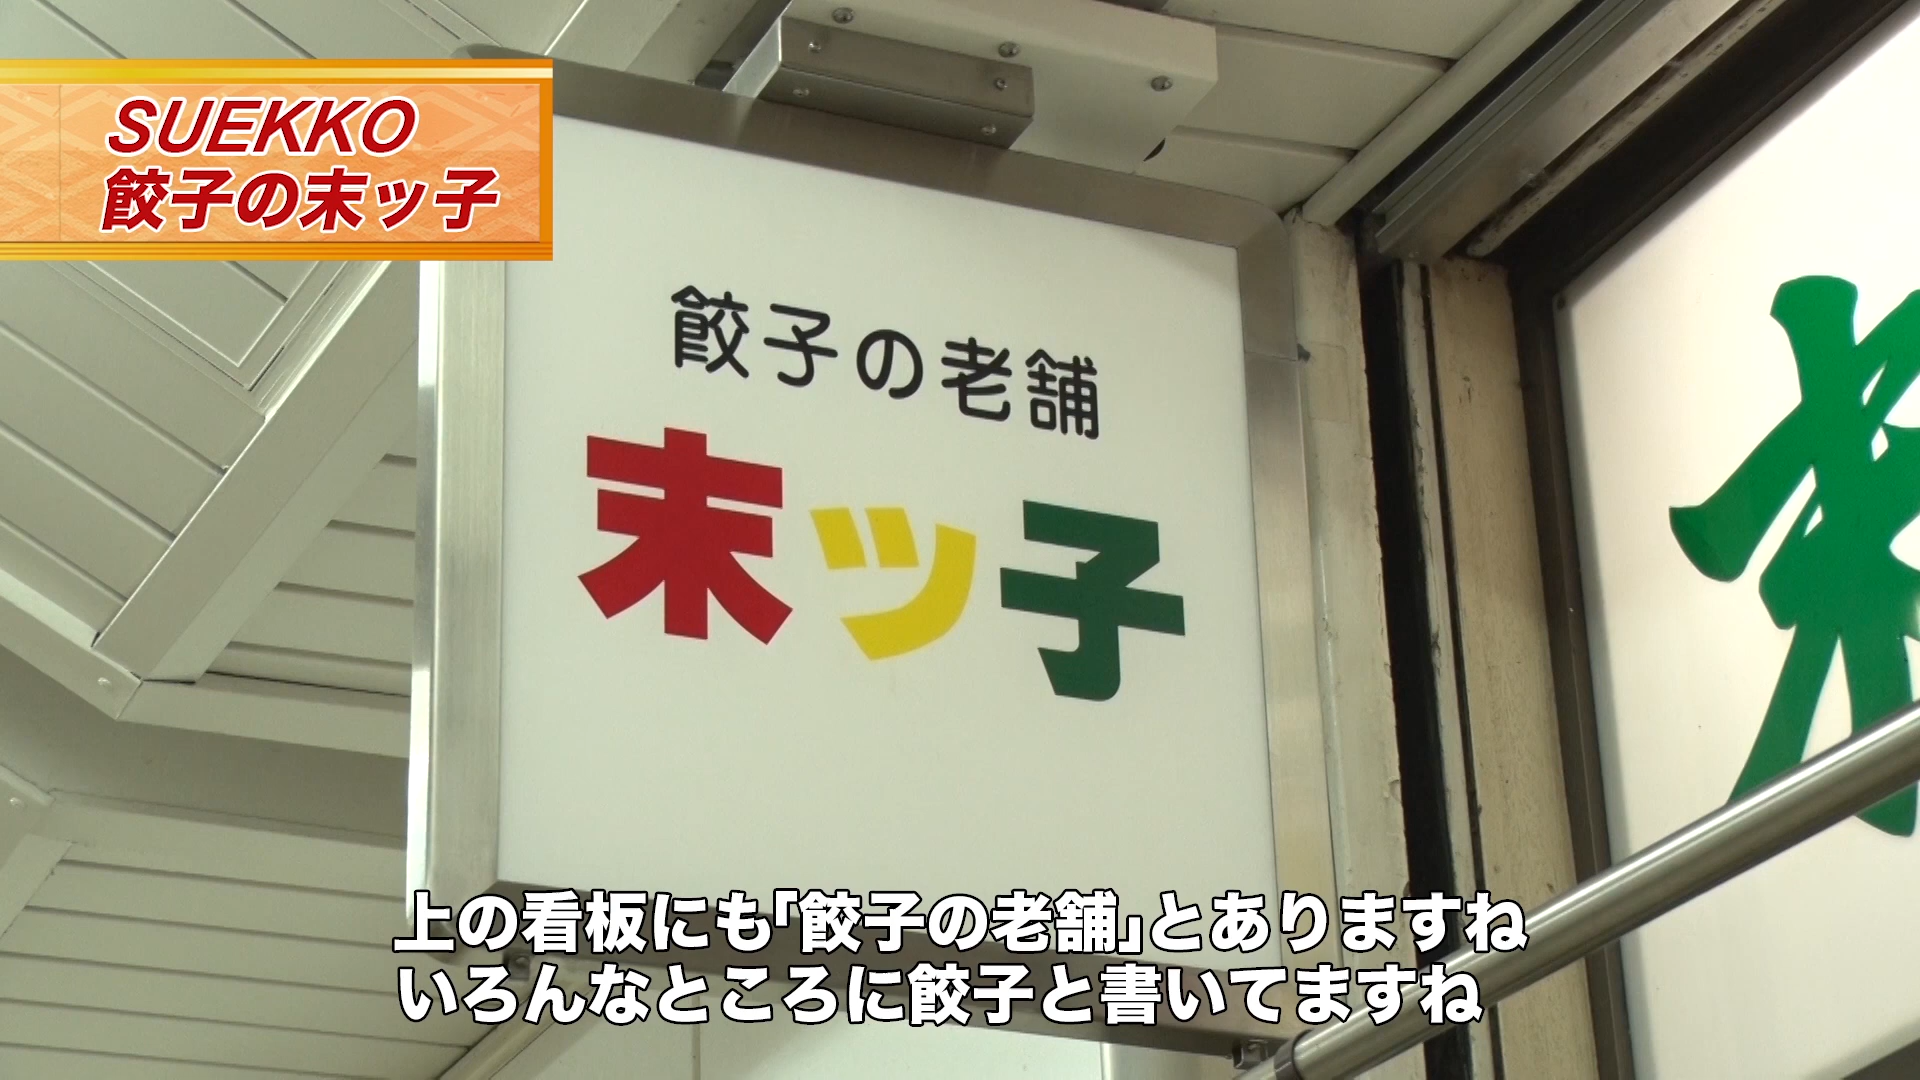 SUEKKO
餃子の末ッ子
餃子の老舗
末ッ子
上の看板にも「餃子の老舗」とありますね
いろんなところに餃子と書いてますね